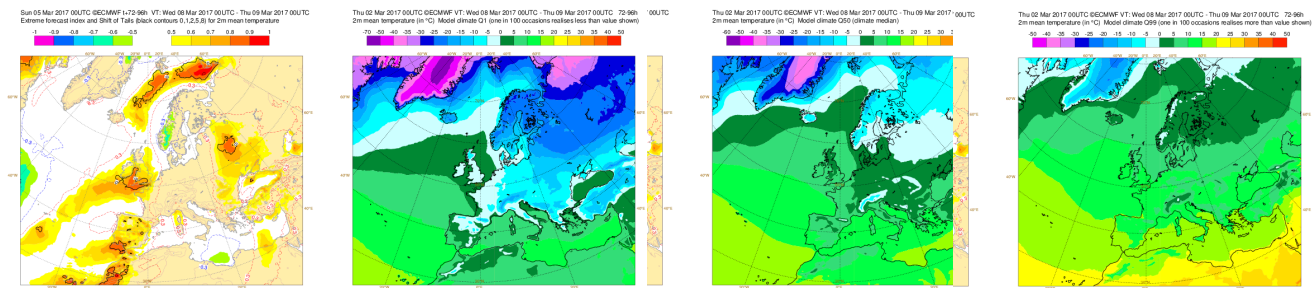 Sun 05 Mar 2017 00UTC ©ECMWF t+72-96h VT: Wed 08 Mar 2017 00UTC - Thu 09 Mar 2017 00UTC
Extreme forecast index and Shift of Tails (black contours 0,1,2,5,8) for 2m temperature
-1 -0.9 -0.8 -0.6 -0.5 0.5 0.6 0.8 0.9 1
Thu 02 Mar 2017 00UTC ©ECMWF VT: Wed 08 Mar 2017 00UTC - Thu 09 Mar 2017 00UTC 72-96h
2m mean temperature (in °C) Model climate Q1 (one in 100 occasions realises less than value shown)
-70 -60 -50 -40 -35 -30 -25 -20 -15 -10 -5 0 5 10 15 20 25 30 35 40 50
00UTC
Thu 02 Mar 2017 00UTC ©ECMWF VT: Wed 08 Mar 2017 00UTC - Thu 09 Mar 2017
2m mean temperature (in °C) Model climate Q50 (climate median)
-60 -50 -40 -35 -30 -25 -20 -15 -10 -5 0 5 10 15 20 25 30 3
00UTC
Thu 02 Mar 2017 00UTC ©ECMWF VT: Wed 08 Mar 2017 00UTC - Thu 09 Mar 2017 00UTC 72-96h
2m mean temperature (in °C) Model climate Q99 (one in 100 occasions realises more than value shown)
-50 -40 -35 -30 -25 -20 -15 -10 -5 0 5 10 15 20 25 30 35 40 50